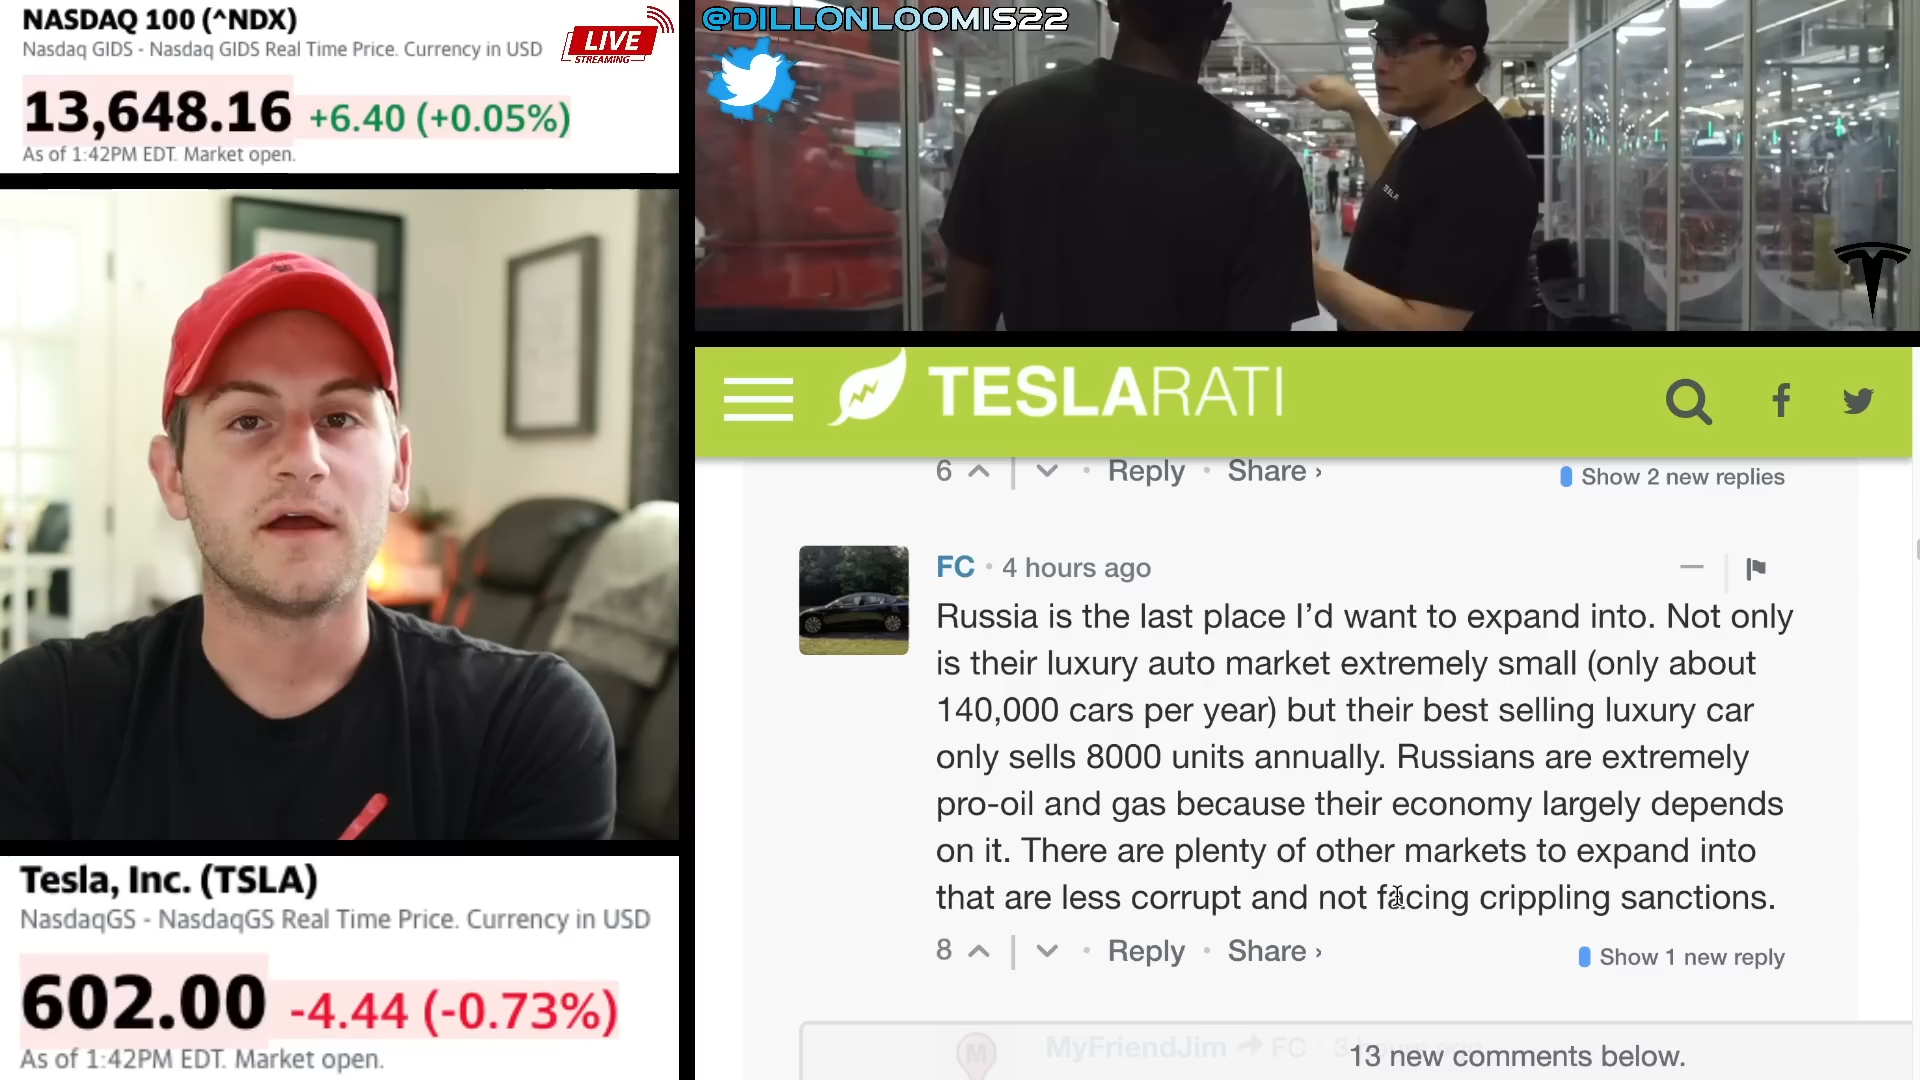 NASDAQ 100 (^NDX)
Nasdaq GIDS - Nasdaq GIDS Real Time Price. Currency in USD
LIVE
STREAMING
13,648.16 +6.40 (+0.05%)
As of 1:42PM EDT. Market open.
@DILLONLOOMIS22
TESLA
TESLARATI
6 Reply Share ›
Show 2 new replies
FC • 4 hours ago
Russia is the last place I’d want to expand into. Not only
is their luxury auto market extremely small (only about
140,000 cars per year) but their best selling luxury car
only sells 8000 units annually. Russians are extremely
pro-oil and gas because their economy largely depends
on it. There are plenty of other markets to expand into
that are less corrupt and not facing crippling sanctions.
8 Reply Share ›
Show 1 new reply
M MyFriendJim FC • 3 hours ago
13 new comments below.
Tesla, Inc. (TSLA)
NasdaqGS - NasdaqGS Real Time Price. Currency in USD
602.00 -4.44 (-0.73%)
As of 1:42PM EDT. Market open.